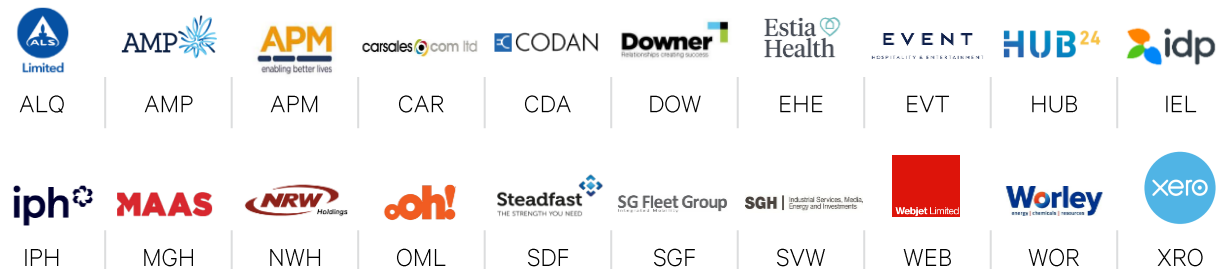 ALS
Limited
AMP
APM
enabling better lives
carsales com ltd
CODAN
Downer
Relationships creating success
Estia
Health
EVENT
HOSPITALITY & ENTERTAINMENT
HUB24
idp
ALQ
AMP
APM
CAR
CDA
DOW
EHE
EVT
HUB
IEL
iph
MAAS
NRW
Holdings
oh!
Steadfast
THE STRENGTH YOU NEED
SG Fleet Group
Integrated Mobility
SGH | Industrial Services, Media,
Energy and Investments
Webjet Limited
Worley
energy | chemicals | resources
xero
IPH
MGH
NWH
OML
SDF
SGF
SVW
WEB
WOR
XRO